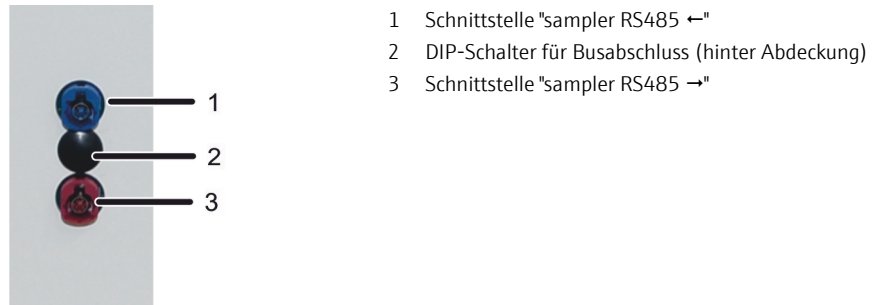 1 Schnittstelle "sampler RS485 ←"
2 DIP-Schalter für Busabschluss (hinter Abdeckung)
3 Schnittstelle "sampler RS485 →"
1
2
3